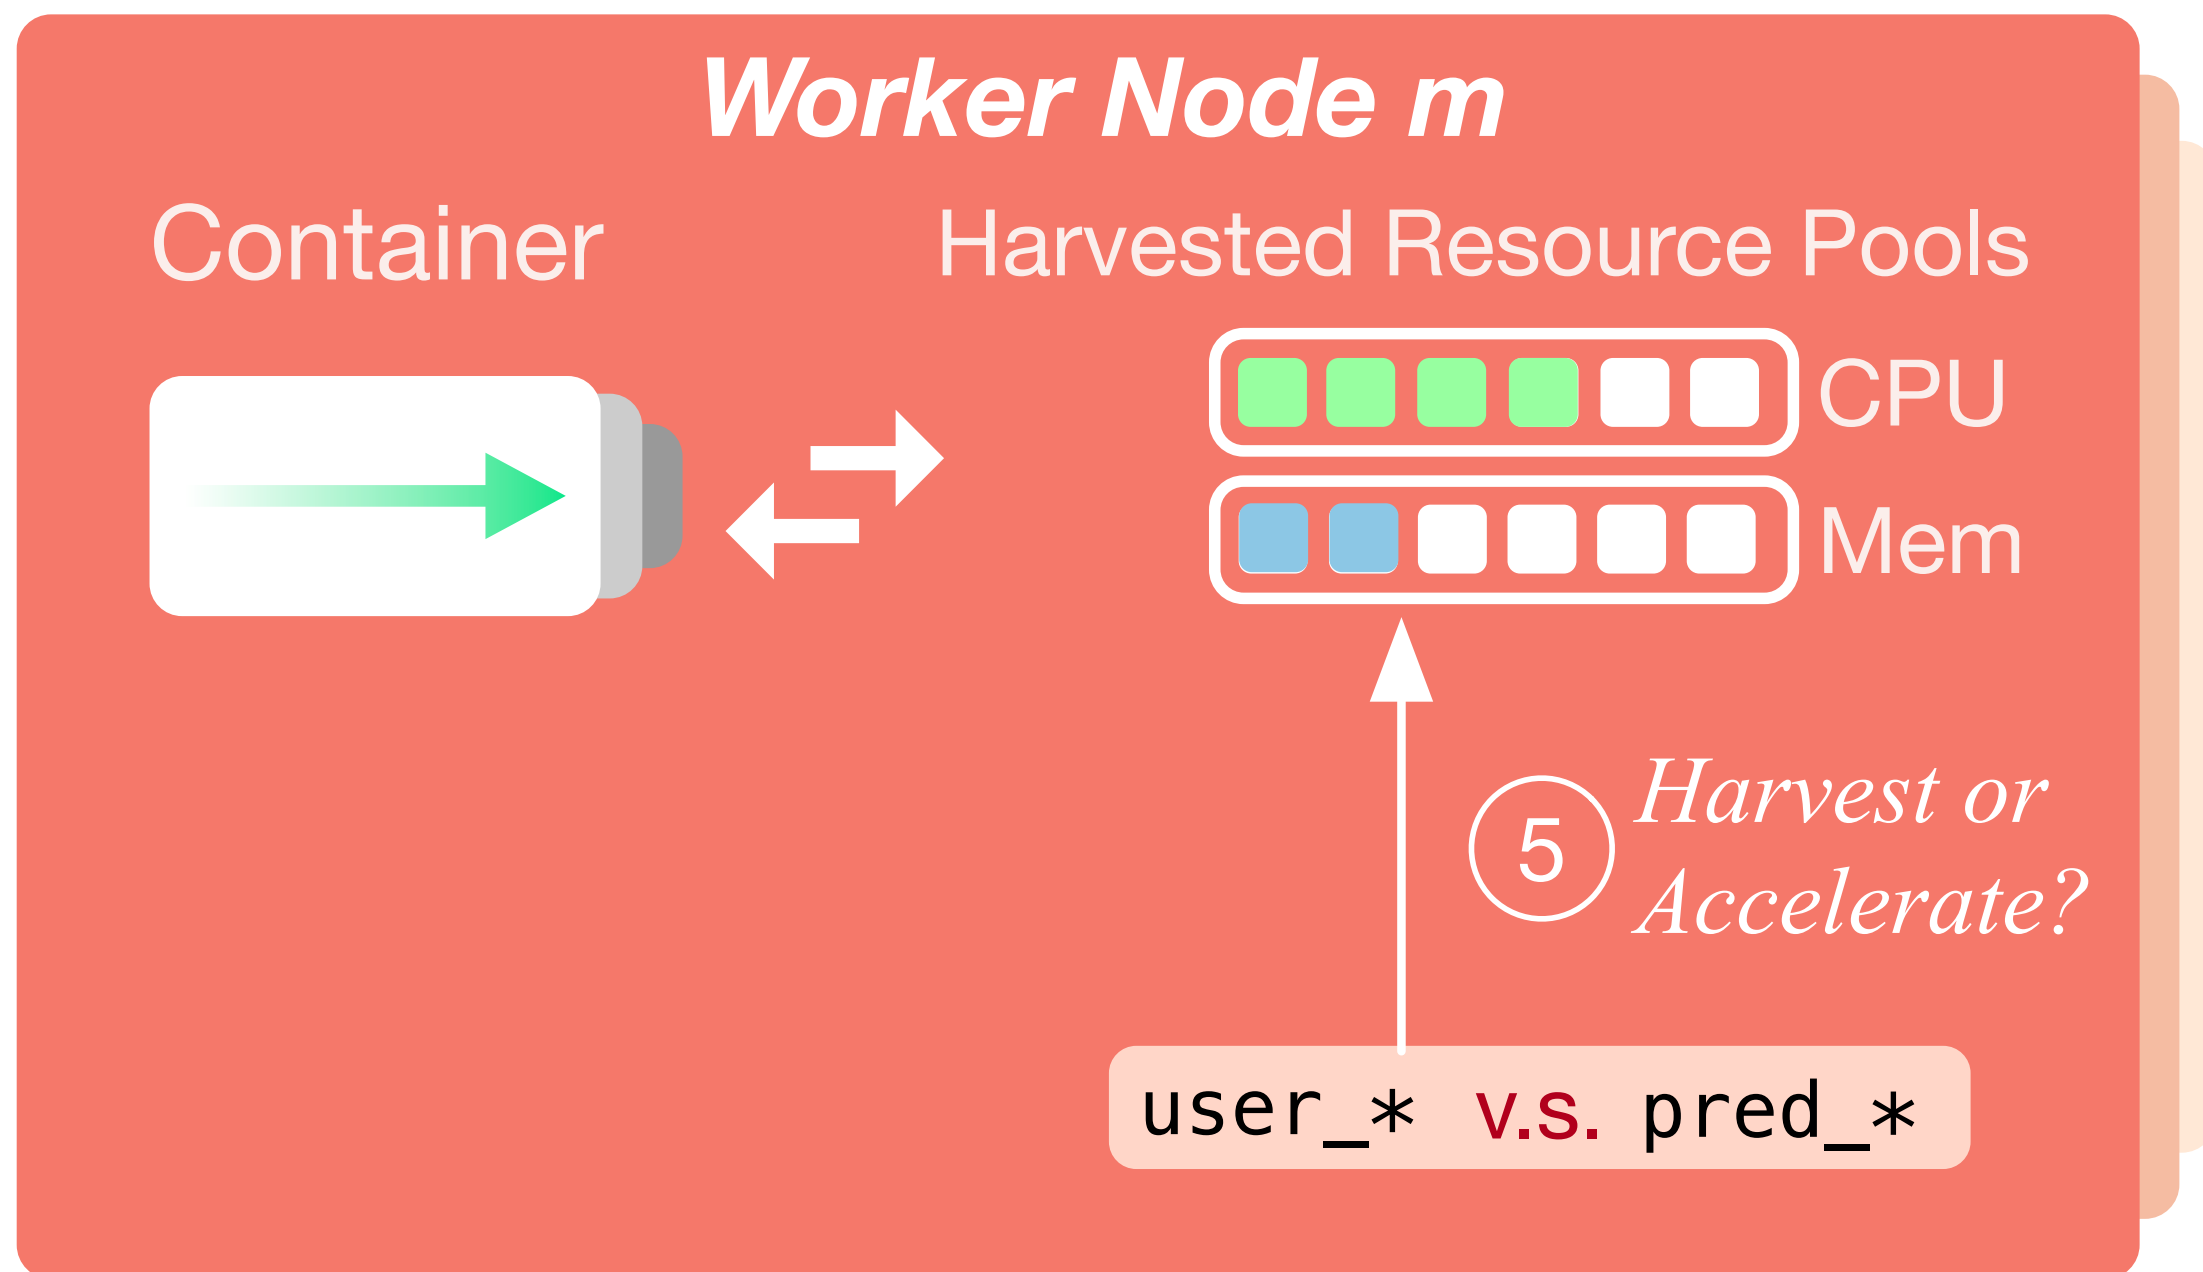 Worker Node m
Container
Harvested Resource Pools
CPU
Mem
5
Harvest or
Accelerate?
user_* v.s. pred_*